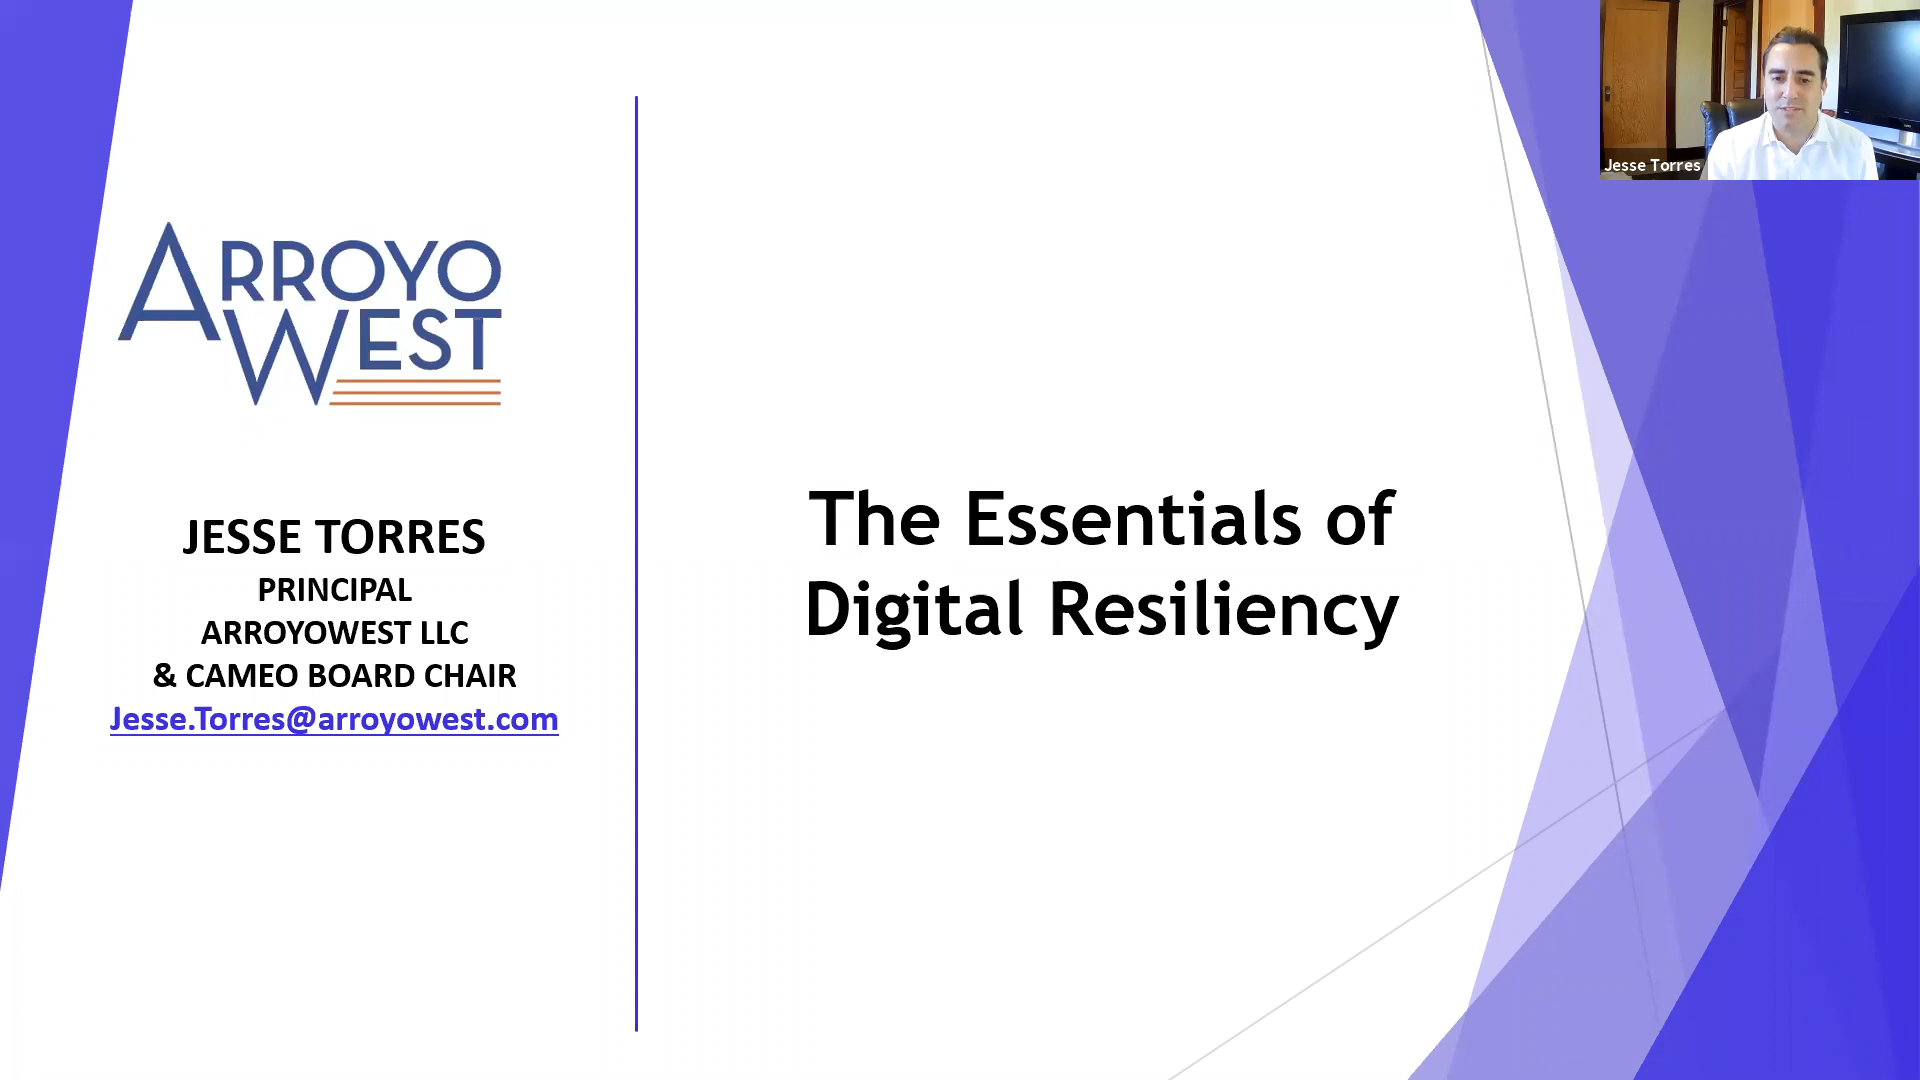 ARROYO
WEST
JESSE TORRES
PRINCIPAL
ARROYOWEST LLC
& CAMEO BOARD CHAIR
Jesse.Torres@arroyowest.com
The Essentials of
Digital Resiliency
Jesse Torres